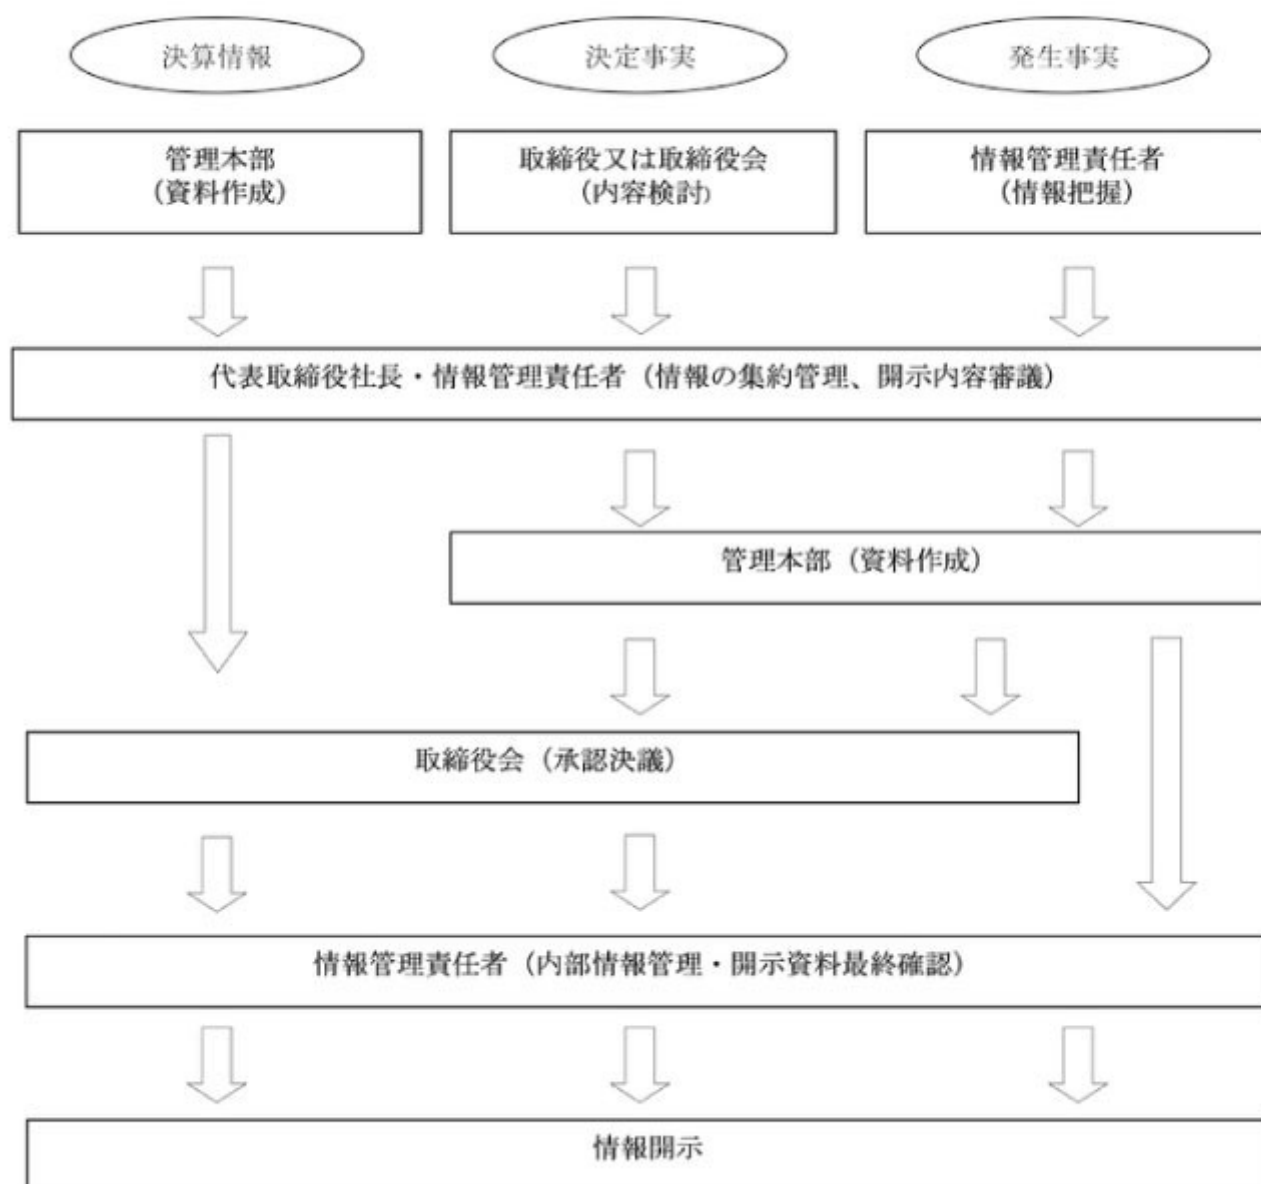 決算情報
決定事実
発生事実
管理本部
（資料作成）
取締役又は取締役会
（内容検討）
情報管理責任者
（情報把握）
代表取締役社長・情報管理責任者（情報の集約管理、開示内容審議）
管理本部（資料作成）
取締役会（承認決議）
情報管理責任者（内部情報管理・開示資料最終確認）
情報開示